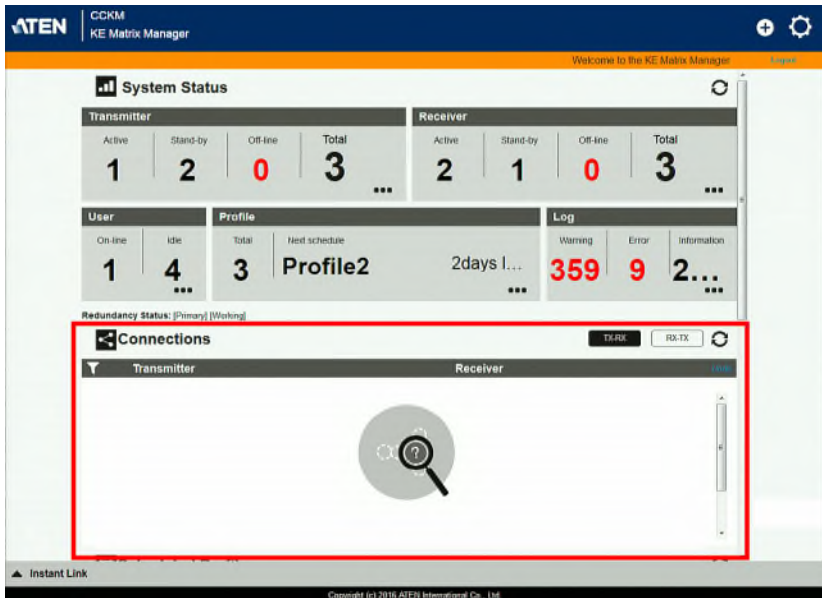 ATEN
CCKM
KE Matrix Manager
Welcome to the KE Matrix Manager
Logout
System Status
Transmitter
Receiver
Active Stand-by Off-line Total
1 2 0 3
Active Stand-by Off-line Total
2 1 0 3
User
Profile
Log
On-line Idle
1 4
Total Next schedule
3 Profile2 2days l...
Warning Error Information
359 9 2...
Redundancy Status: [Primary] [Working]
Connections
TX-RX
RX-TX
Transmitter Receiver
?
Instant Link
Copyright (c) 2016 ATEN International Co., Ltd.